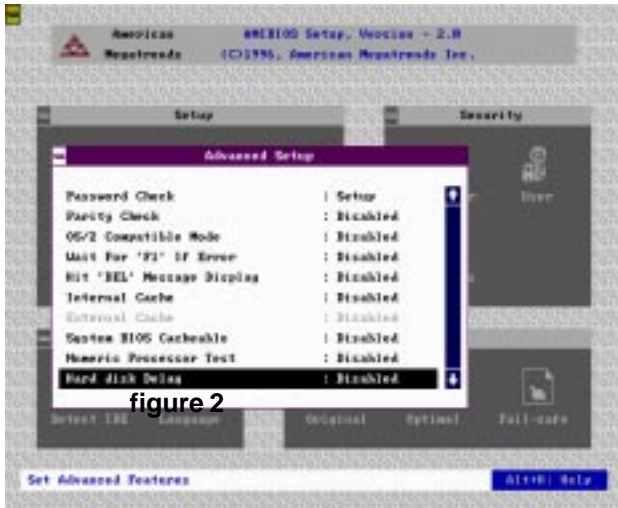 American
Megatrends
AMIBIOS Setup, Version - 2.0
(C)1996, American Megatrends Inc.
Setup
Security
Advanced Setup
Password Check : Setup
Parity Check : Disabled
OS/2 Compatible Mode : Disabled
Wait For 'F1' If Error : Disabled
Hit 'DEL' Message Display : Disabled
Internal Cache : Disabled
External Cache : Disabled
System BIOS Cacheable : Disabled
Numeric Processor Test : Disabled
Hard disk Delay : Disabled
User
figure 2
Detect IDE Language Original Optimal Fail-safe
Set Advanced Features
Alt+H: Help